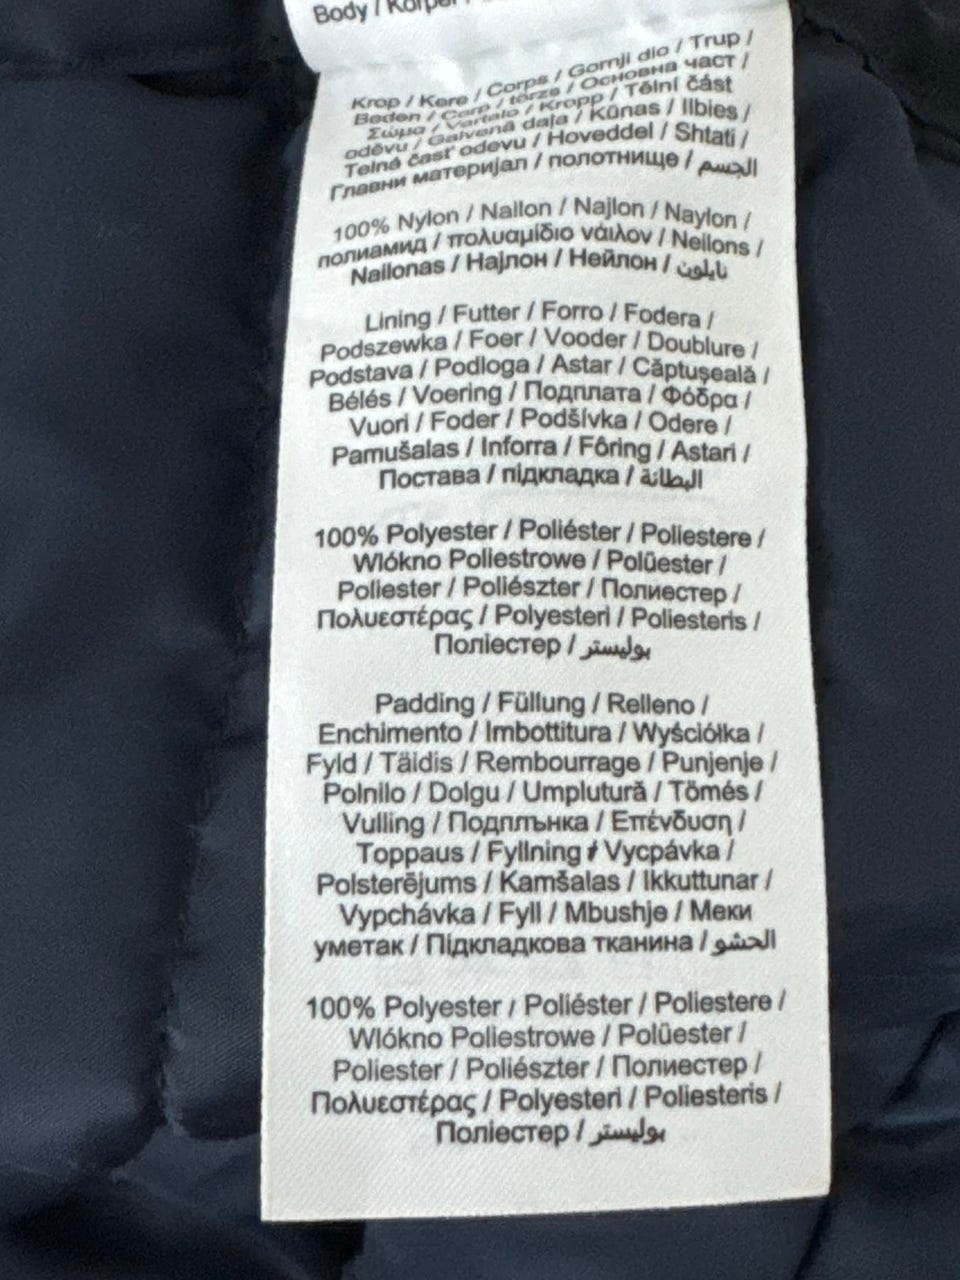 Body / Körper
Krop / Kere / Corps / Gornji dio / Trup /
Beden / Corp / törzs / Основна част /
Σώμα / Vartalo / Kropp / Tělní část
oděvu / Galvenā daļa / Kūnas / Ilbies /
Telná časť odevu / Hoveddel / Shtati /
Главни материјал / полотнище / الجسم
100% Nylon / Nailon / Najlon / Naylon /
полиамид / πολυαμίδιο νάιλον / Neilons /
Nailonas / Најлон / Нейлон / نايلون
Lining / Futter / Forro / Fodera /
Podszewka / Foer / Vooder / Doublure /
Podstava / Podloga / Astar / Căptuşeală /
Bélés / Voering / Подплата / Φόδρα /
Vuori / Foder / Podšívka / Odere /
Pamušalas / Inforra / Fôring / Astari /
Постава / підкладка / البطانة
100% Polyester / Poliéster / Poliestere /
Wlókno Poliestrowe / Polüester /
Poliester / Poliészter / Полиестер /
Πολυεστέρας / Polyesteri / Poliesteris /
Поліестер / بوليستر
Padding / Füllung / Relleno /
Enchimento / Imbottitura / Wyściółka /
Fyld / Täidis / Rembourrage / Punjenje /
Polnilo / Dolgu / Umplutură / Tömés /
Vulling / Подплънка / Επένδυση /
Toppaus / Fyllning / Vycpávka /
Polsterējums / Kamšalas / Ikkuttunar /
Vypchávka / Fyll / Mbushje / Меки
уметак / Підкладкова тканина / الحشو
100% Polyester / Poliéster / Poliestere /
Wlókno Poliestrowe / Polüester /
Poliester / Poliészter / Полиестер /
Πολυεστέρας / Polyesteri / Poliesteris /
Поліестер / بوليستر